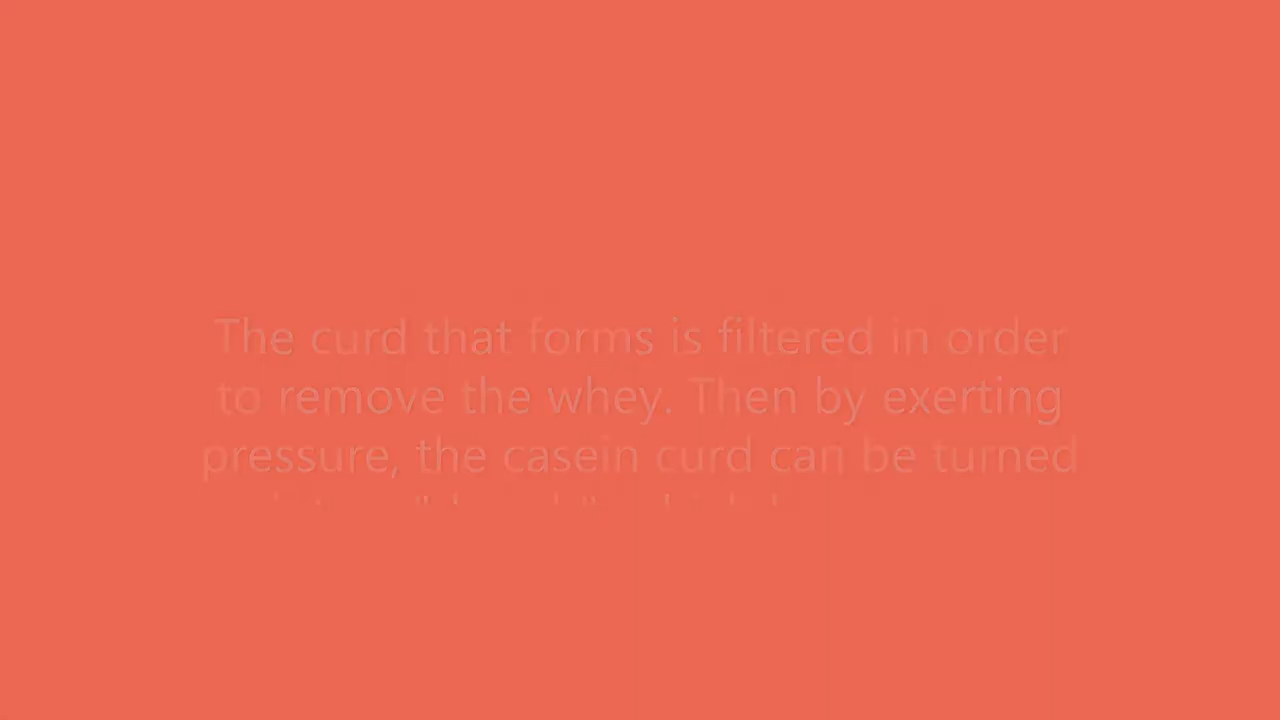 The curd that forms is filtered in order
to remove the whey. Then by exerting
pressure, the casein curd can be turned